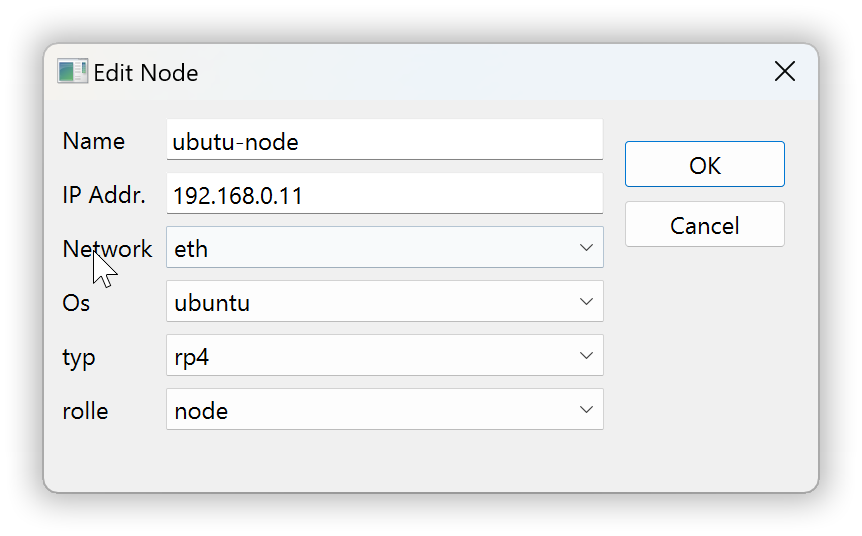 Edit Node
Name ubutu-node
IP Addr. 192.168.0.11
Network eth
Os ubuntu
typ rp4
rolle node
OK
Cancel